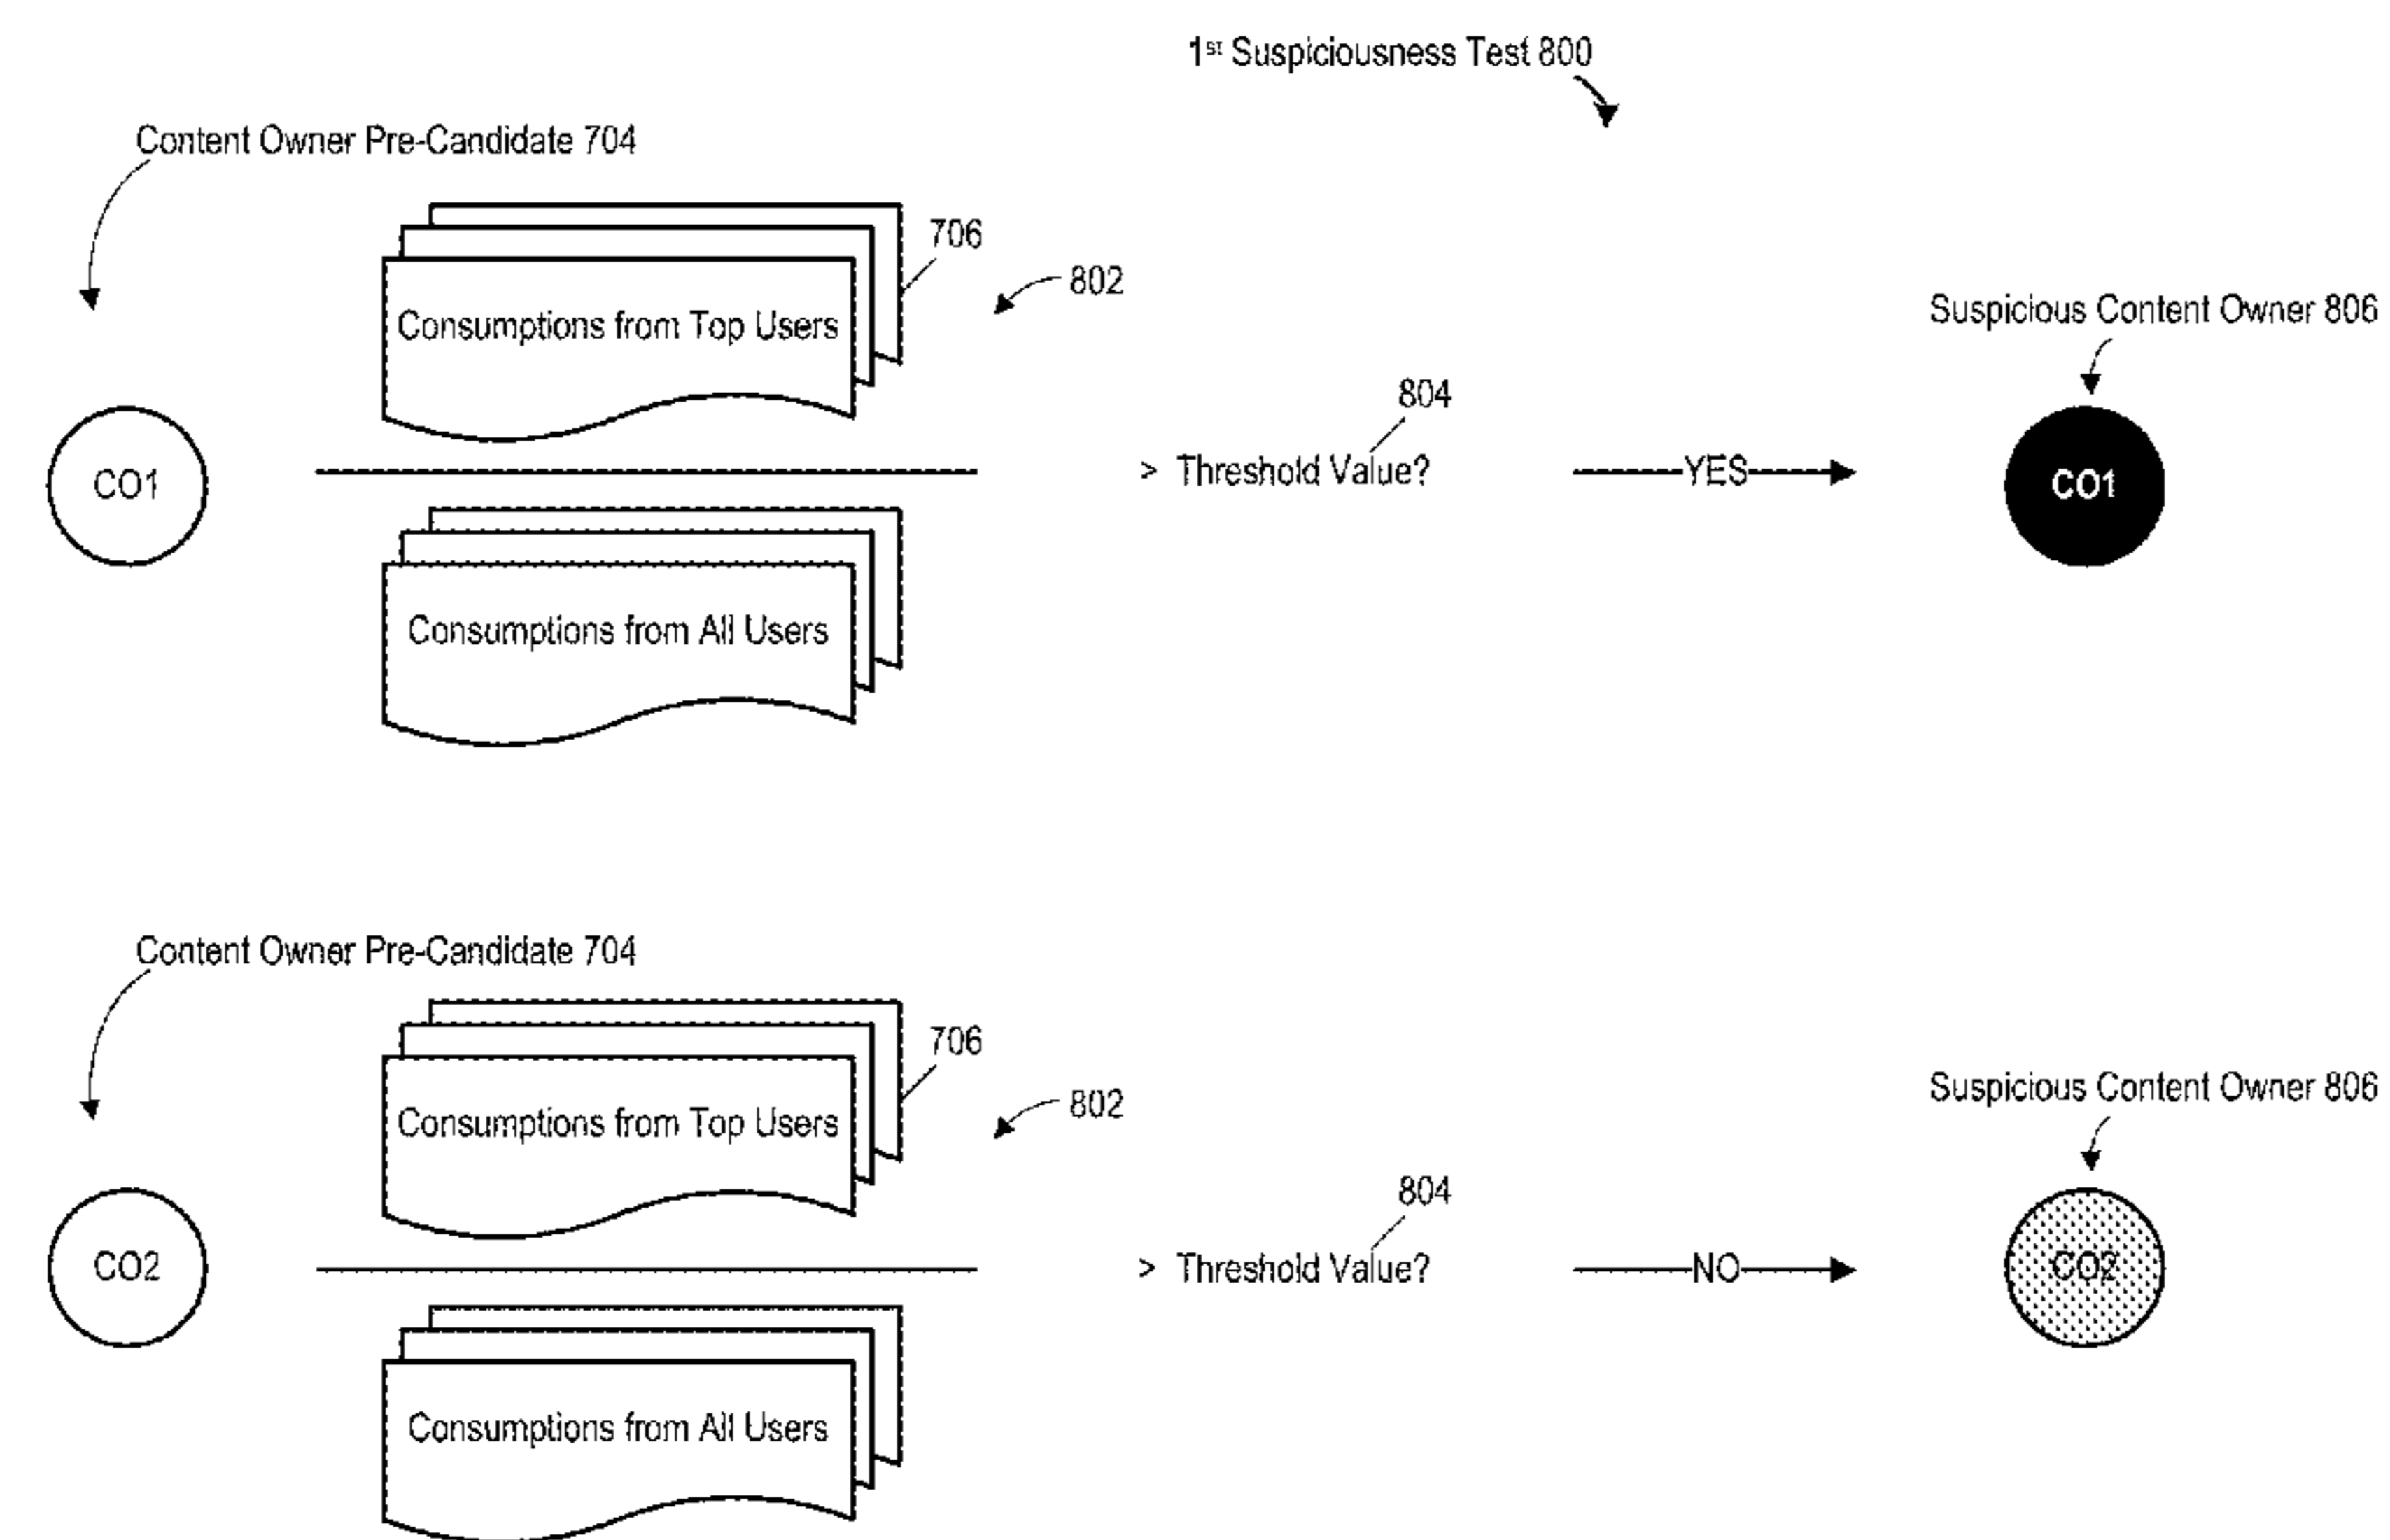 1st Suspiciousness Test 800
Content Owner Pre-Candidate 704
706
802
Consumptions from Top Users
Suspicious Content Owner 806
804
CO1
> Threshold Value?
YES
CO1
Consumptions from All Users
Content Owner Pre-Candidate 704
706
802
Consumptions from Top Users
Suspicious Content Owner 806
804
CO2
> Threshold Value?
NO
CO2
Consumptions from All Users